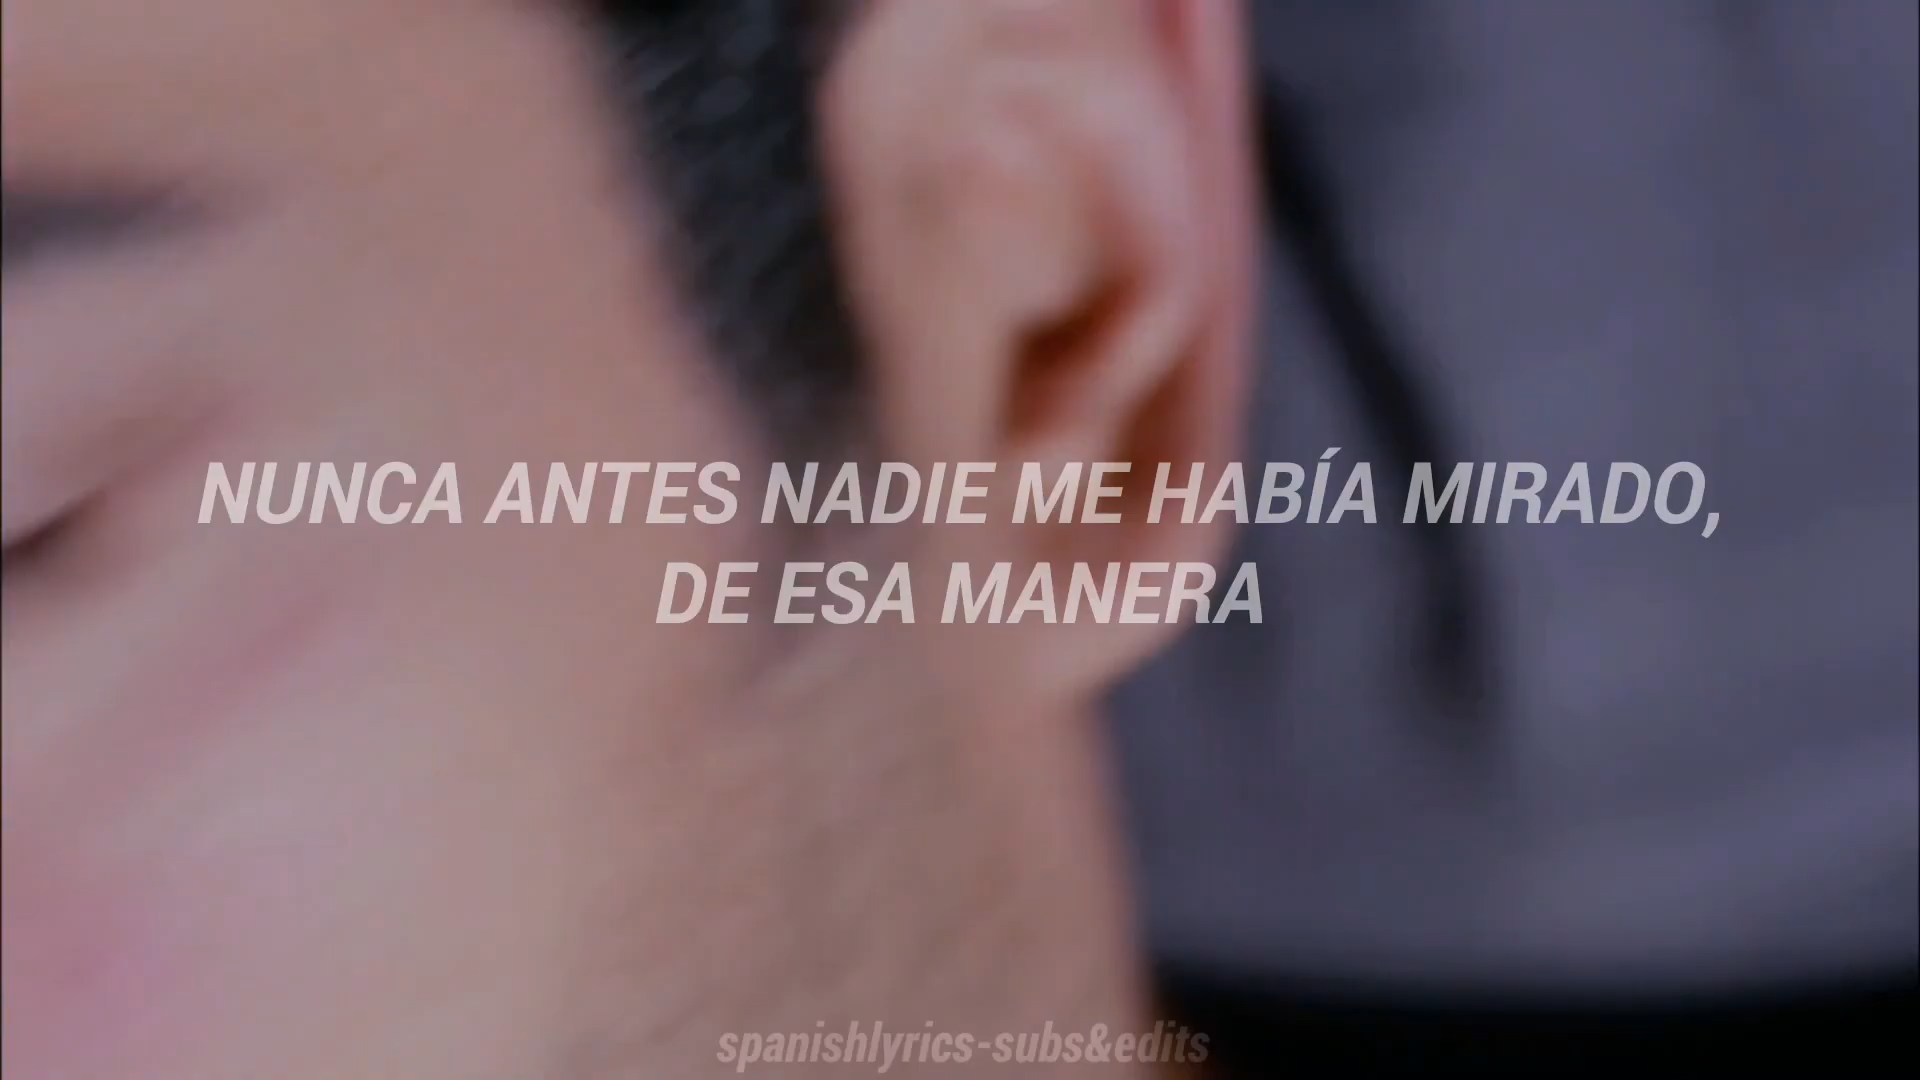 NUNCA ANTES NADIE ME HABÍA MIRADO,
DE ESA MANERA
spanishlyrics-subs&edits